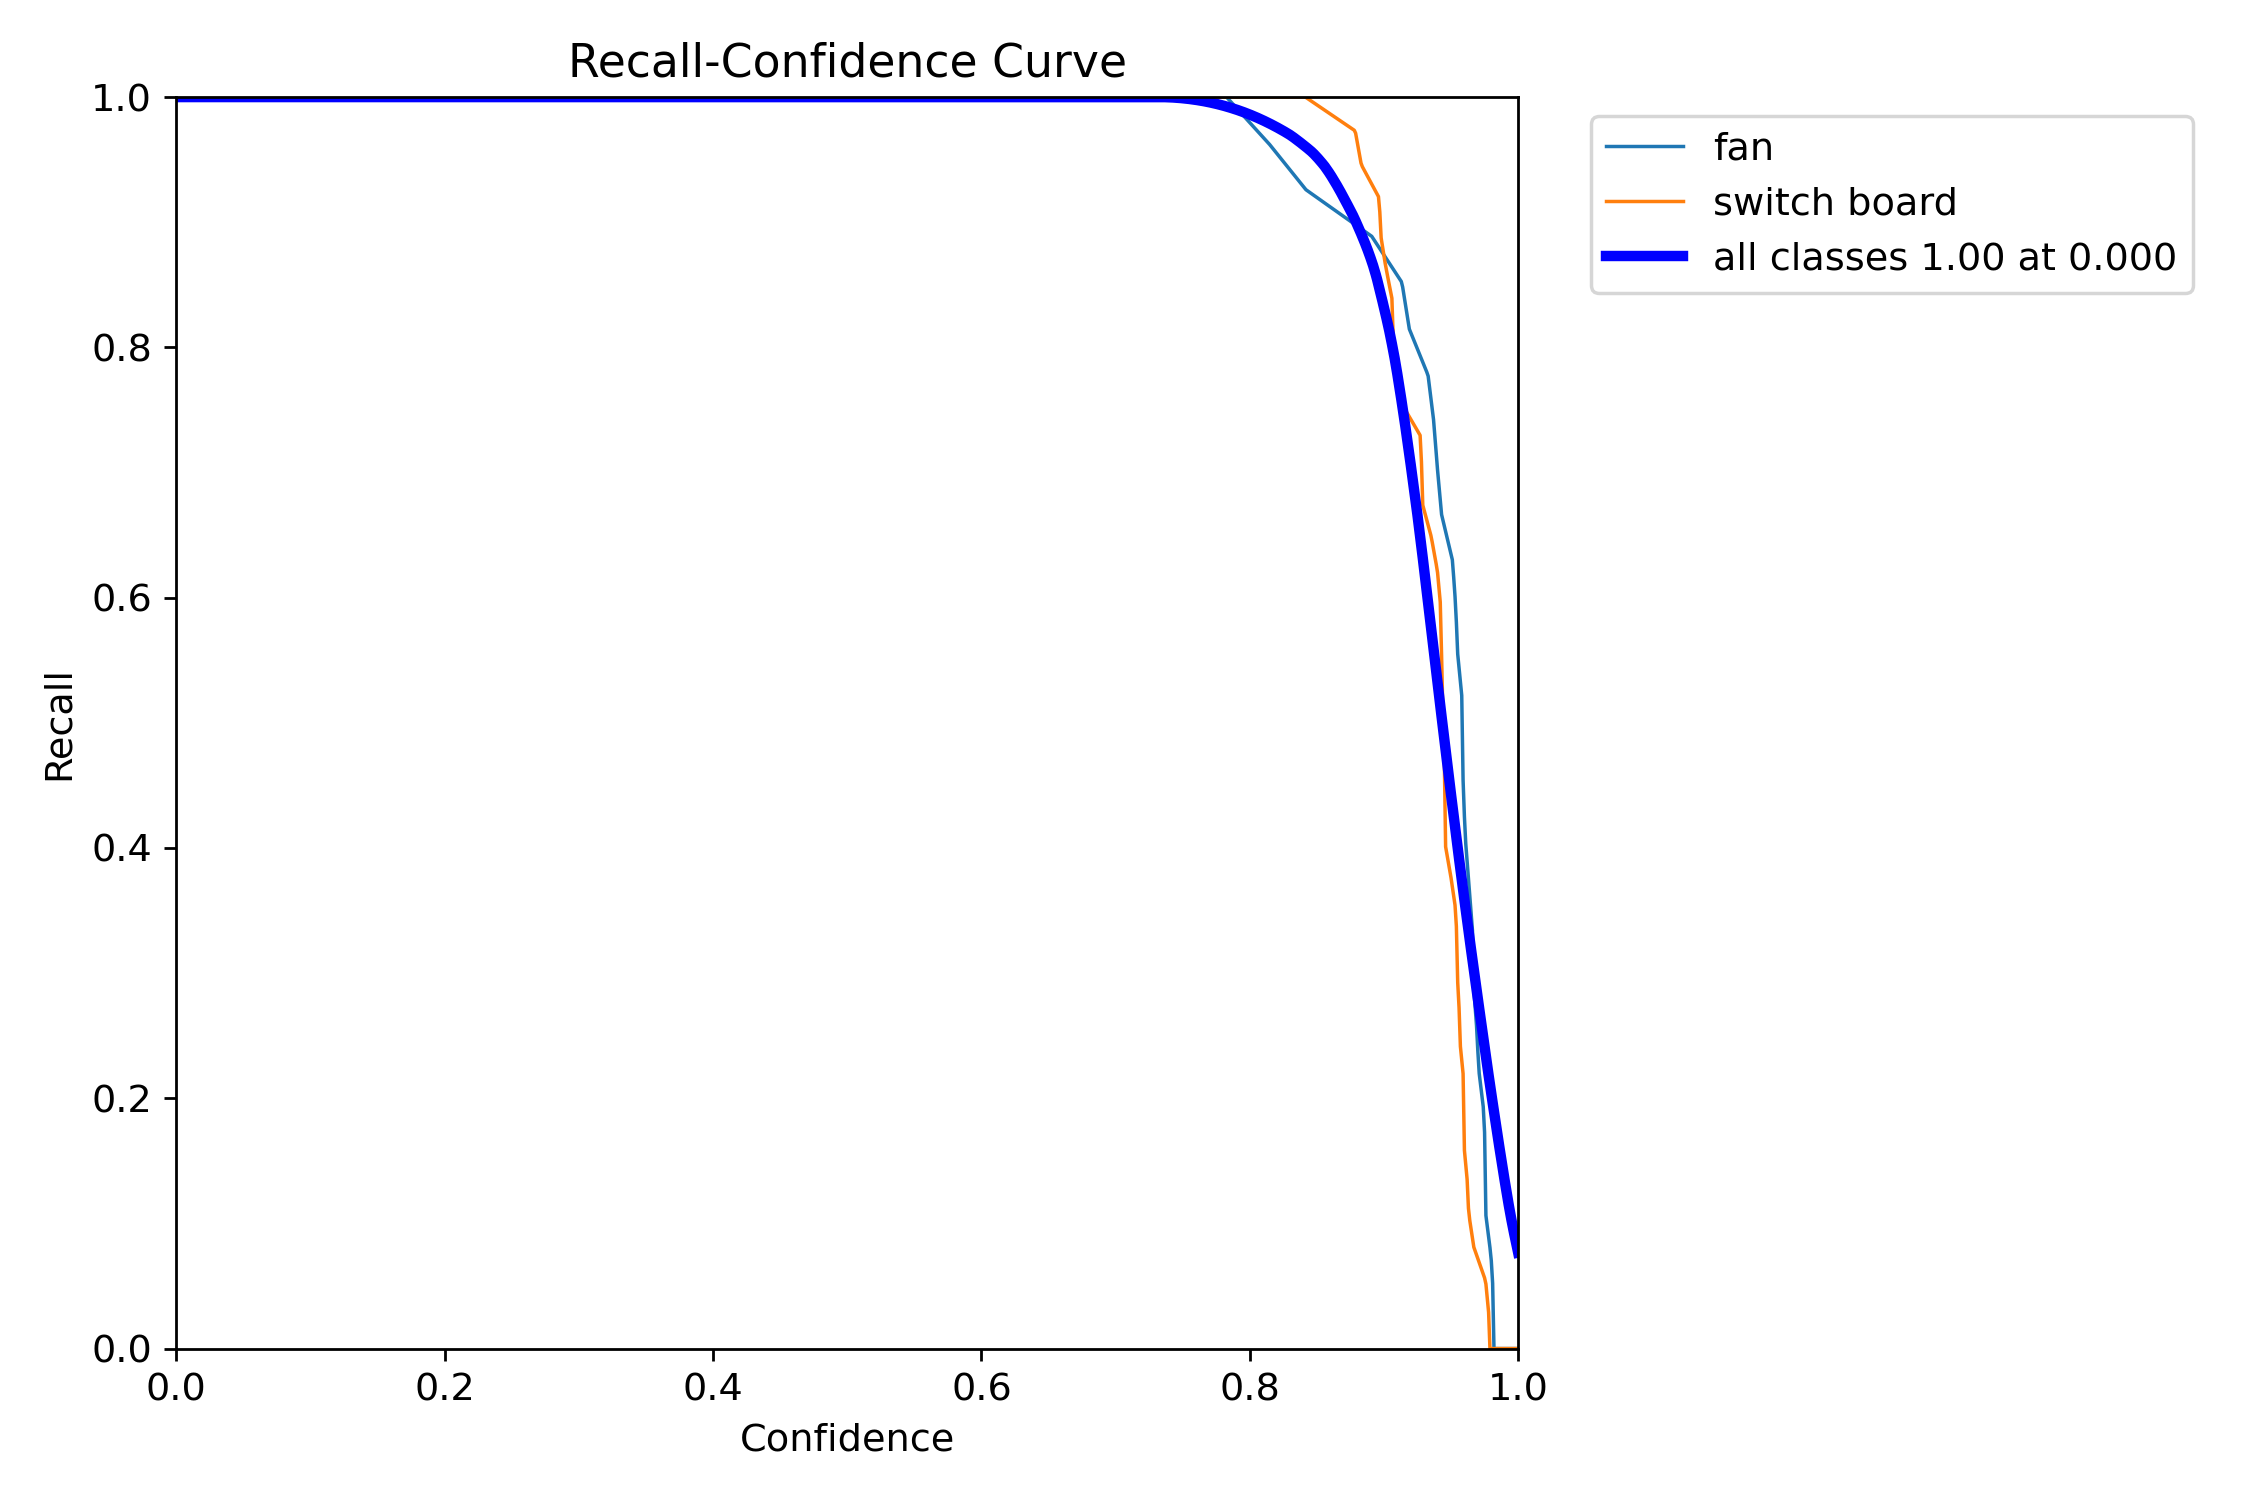 Recall-Confidence Curve
1.0
0.8
0.6
0.4
0.2
0.0
Recall
0.0 0.2 0.4 0.6 0.8 1.0
Confidence
fan
switch board
all classes 1.00 at 0.000